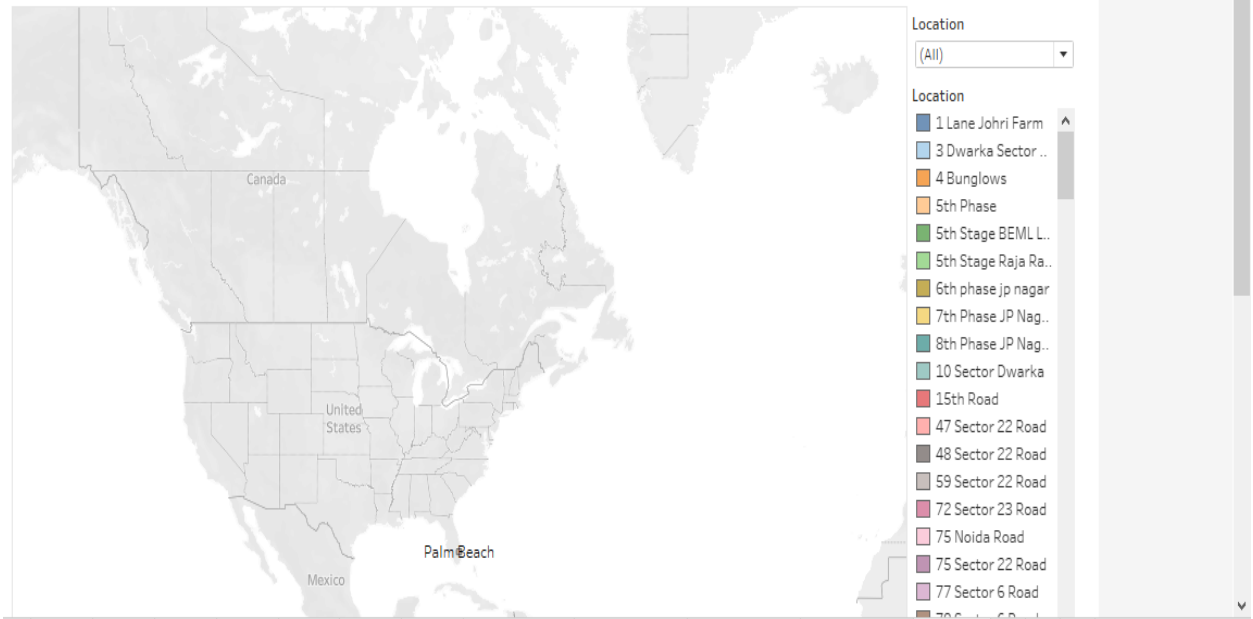 Location
(All)
Location
1 Lane Johri Farm
3 Dwarka Sector ..
4 Bunglows
5th Phase
5th Stage BEML L..
5th Stage Raja Ra..
6th phase jp nagar
7th Phase JP Nag..
8th Phase JP Nag..
10 Sector Dwarka
15th Road
47 Sector 22 Road
48 Sector 22 Road
59 Sector 22 Road
72 Sector 23 Road
75 Noida Road
75 Sector 22 Road
77 Sector 6 Road
Canada
United
States
Palm Beach
Mexico